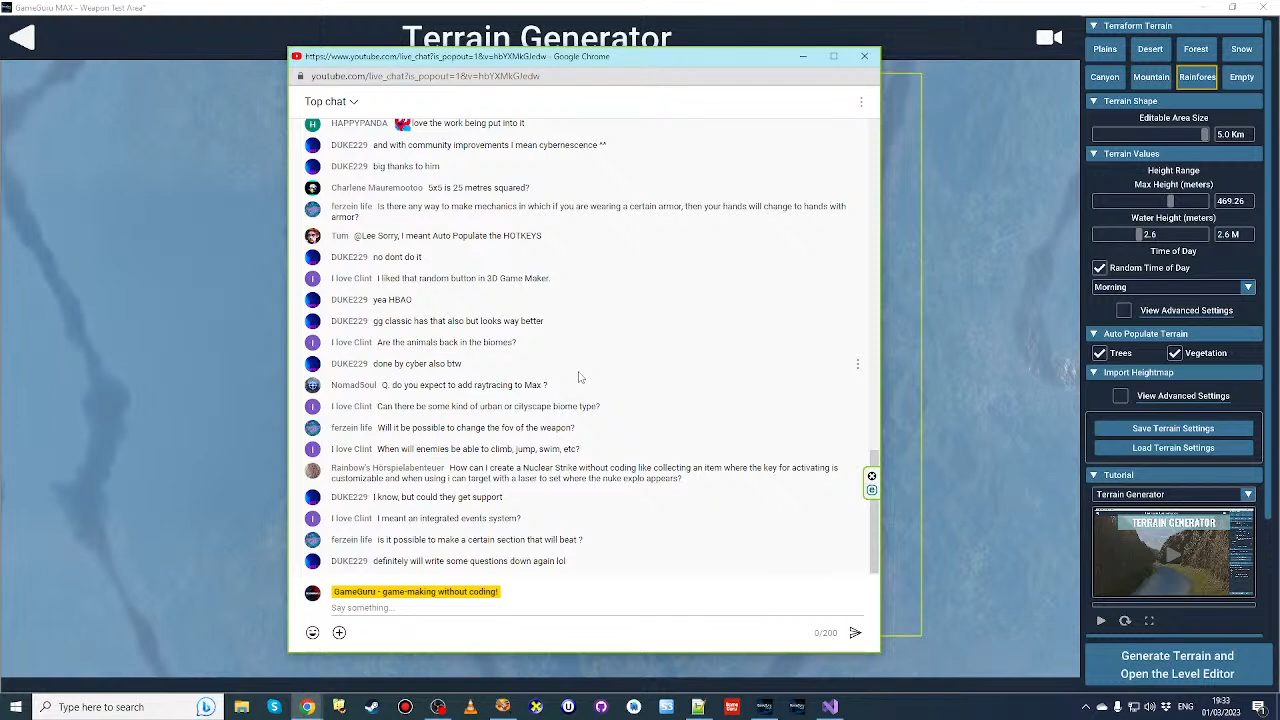 GameGuru MAX - Weapon Test Area*
Terrain Generator
https://www.youtube.com/live_chat?is_popout=1&v=hbYXMkGJedw - Google Chrome
youtube.com/live_chat?is_popout=1&v=hbYXMkGJedw
Top chat
H HAPPYPANDA love the work being put into it
DUKE229 and with community improvements I mean cybernescence ^^
DUKE229 big thanks to him
Charlene Mauremootoo 5x5 is 25 metres squared?
ferzein life Is there any way to make mechanics in which if you are wearing a certain armor, then your hands will change to hands with
armor?
Tum @Lee Sorry, I meant Auto Populate the HOTKEYS
DUKE229 no dont do it
I I love Clint I liked that random button in 3D Game Maker.
DUKE229 yea HBAO
DUKE229 gg classic has that also but looks way better
I I love Clint Are the animals back in the biomes?
DUKE229 done by cyber also btw
Nomad5oul Q. do you expect to add raytracing to Max ?
I I love Clint Can there be some kind of urban or cityscape biome type?
ferzein life Will it be possible to change the fov of the weapon?
I I love Clint When will enemies be able to climb, jump, swim, etc?
Rainbow's Hörspielabenteuer How can I create a Nuclear Strike without coding like collecting an item where the key for activating is
customizable and when using i can target with a laser to set where the nuke explo appears?
DUKE229 I know, but could they get support
I I love Clint I meant an integrated events system?
ferzein life is it possible to make a certain section that will beat ?
DUKE229 definitely will write some questions down again lol
GameGuru - game-making without coding!
Say something...
0/200
Terraform Terrain
Plains Desert Forest Snow
Canyon Mountain Rainfores Empty
Terrain Shape
Editable Area Size
5.0 Km
Terrain Values
Height Range
Max Height (meters)
469.26
Water Height (meters)
2.6 2.6 M
Time of Day
Random Time of Day
Morning
View Advanced Settings
Auto Populate Terrain
Trees Vegetation
Import Heightmap
View Advanced Settings
Save Terrain Settings
Load Terrain Settings
Tutorial
Terrain Generator
TERRAIN GENERATOR
Generate Terrain and
Open the Level Editor
Type here to search
19:33
01/03/2023